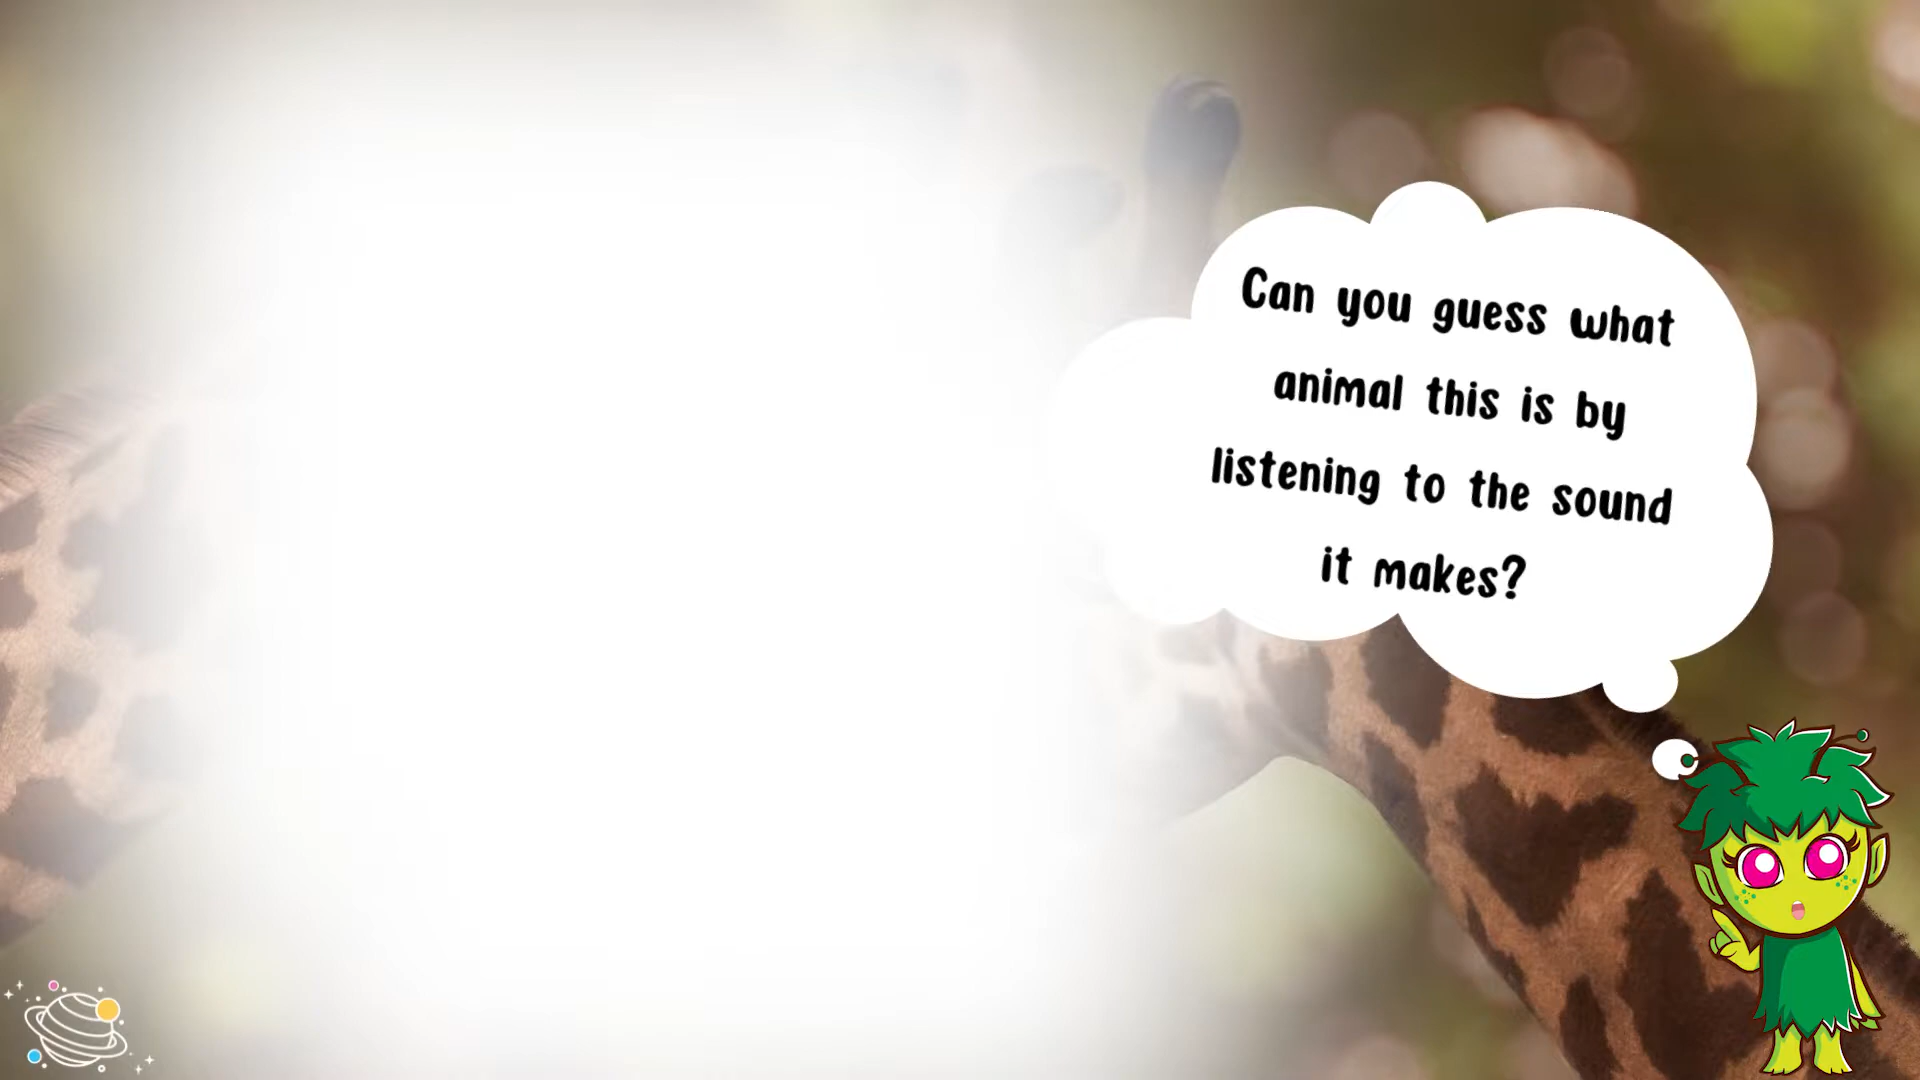 Can you guess what
animal this is by
listening to the sound
it makes?